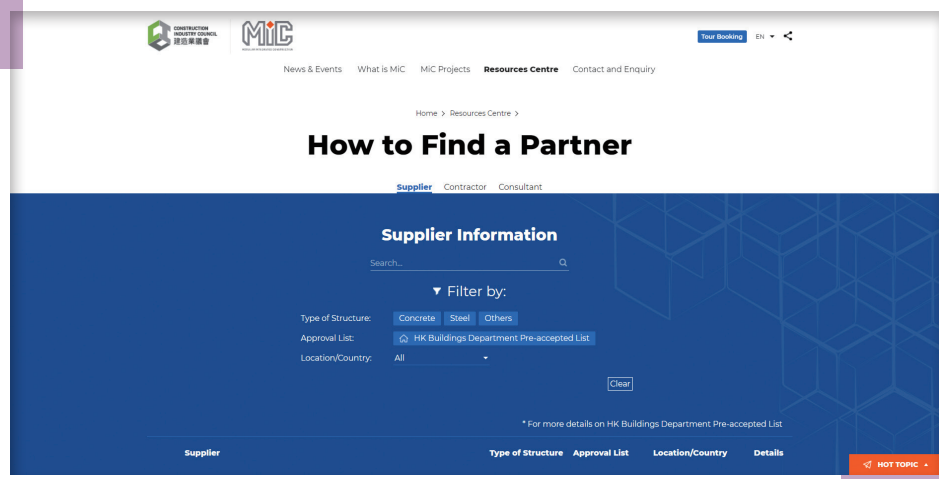 CONSTRUCTION
INDUSTRY COUNCIL
建造業議會
MiC
Tour Booking
EN
News & Events What is MiC MiC Projects Resources Centre Contact and Enquiry
Home > Resources Centre >
How to Find a Partner
Supplier Contractor Consultant
Supplier Information
Search...
Filter by:
Type of Structure: Concrete Steel Others
Approval List: HK Buildings Department Pre-accepted List
Location/Country: All
Clear
* For more details on HK Buildings Department Pre-accepted List
Supplier Type of Structure Approval List Location/Country Details
HOT TOPIC